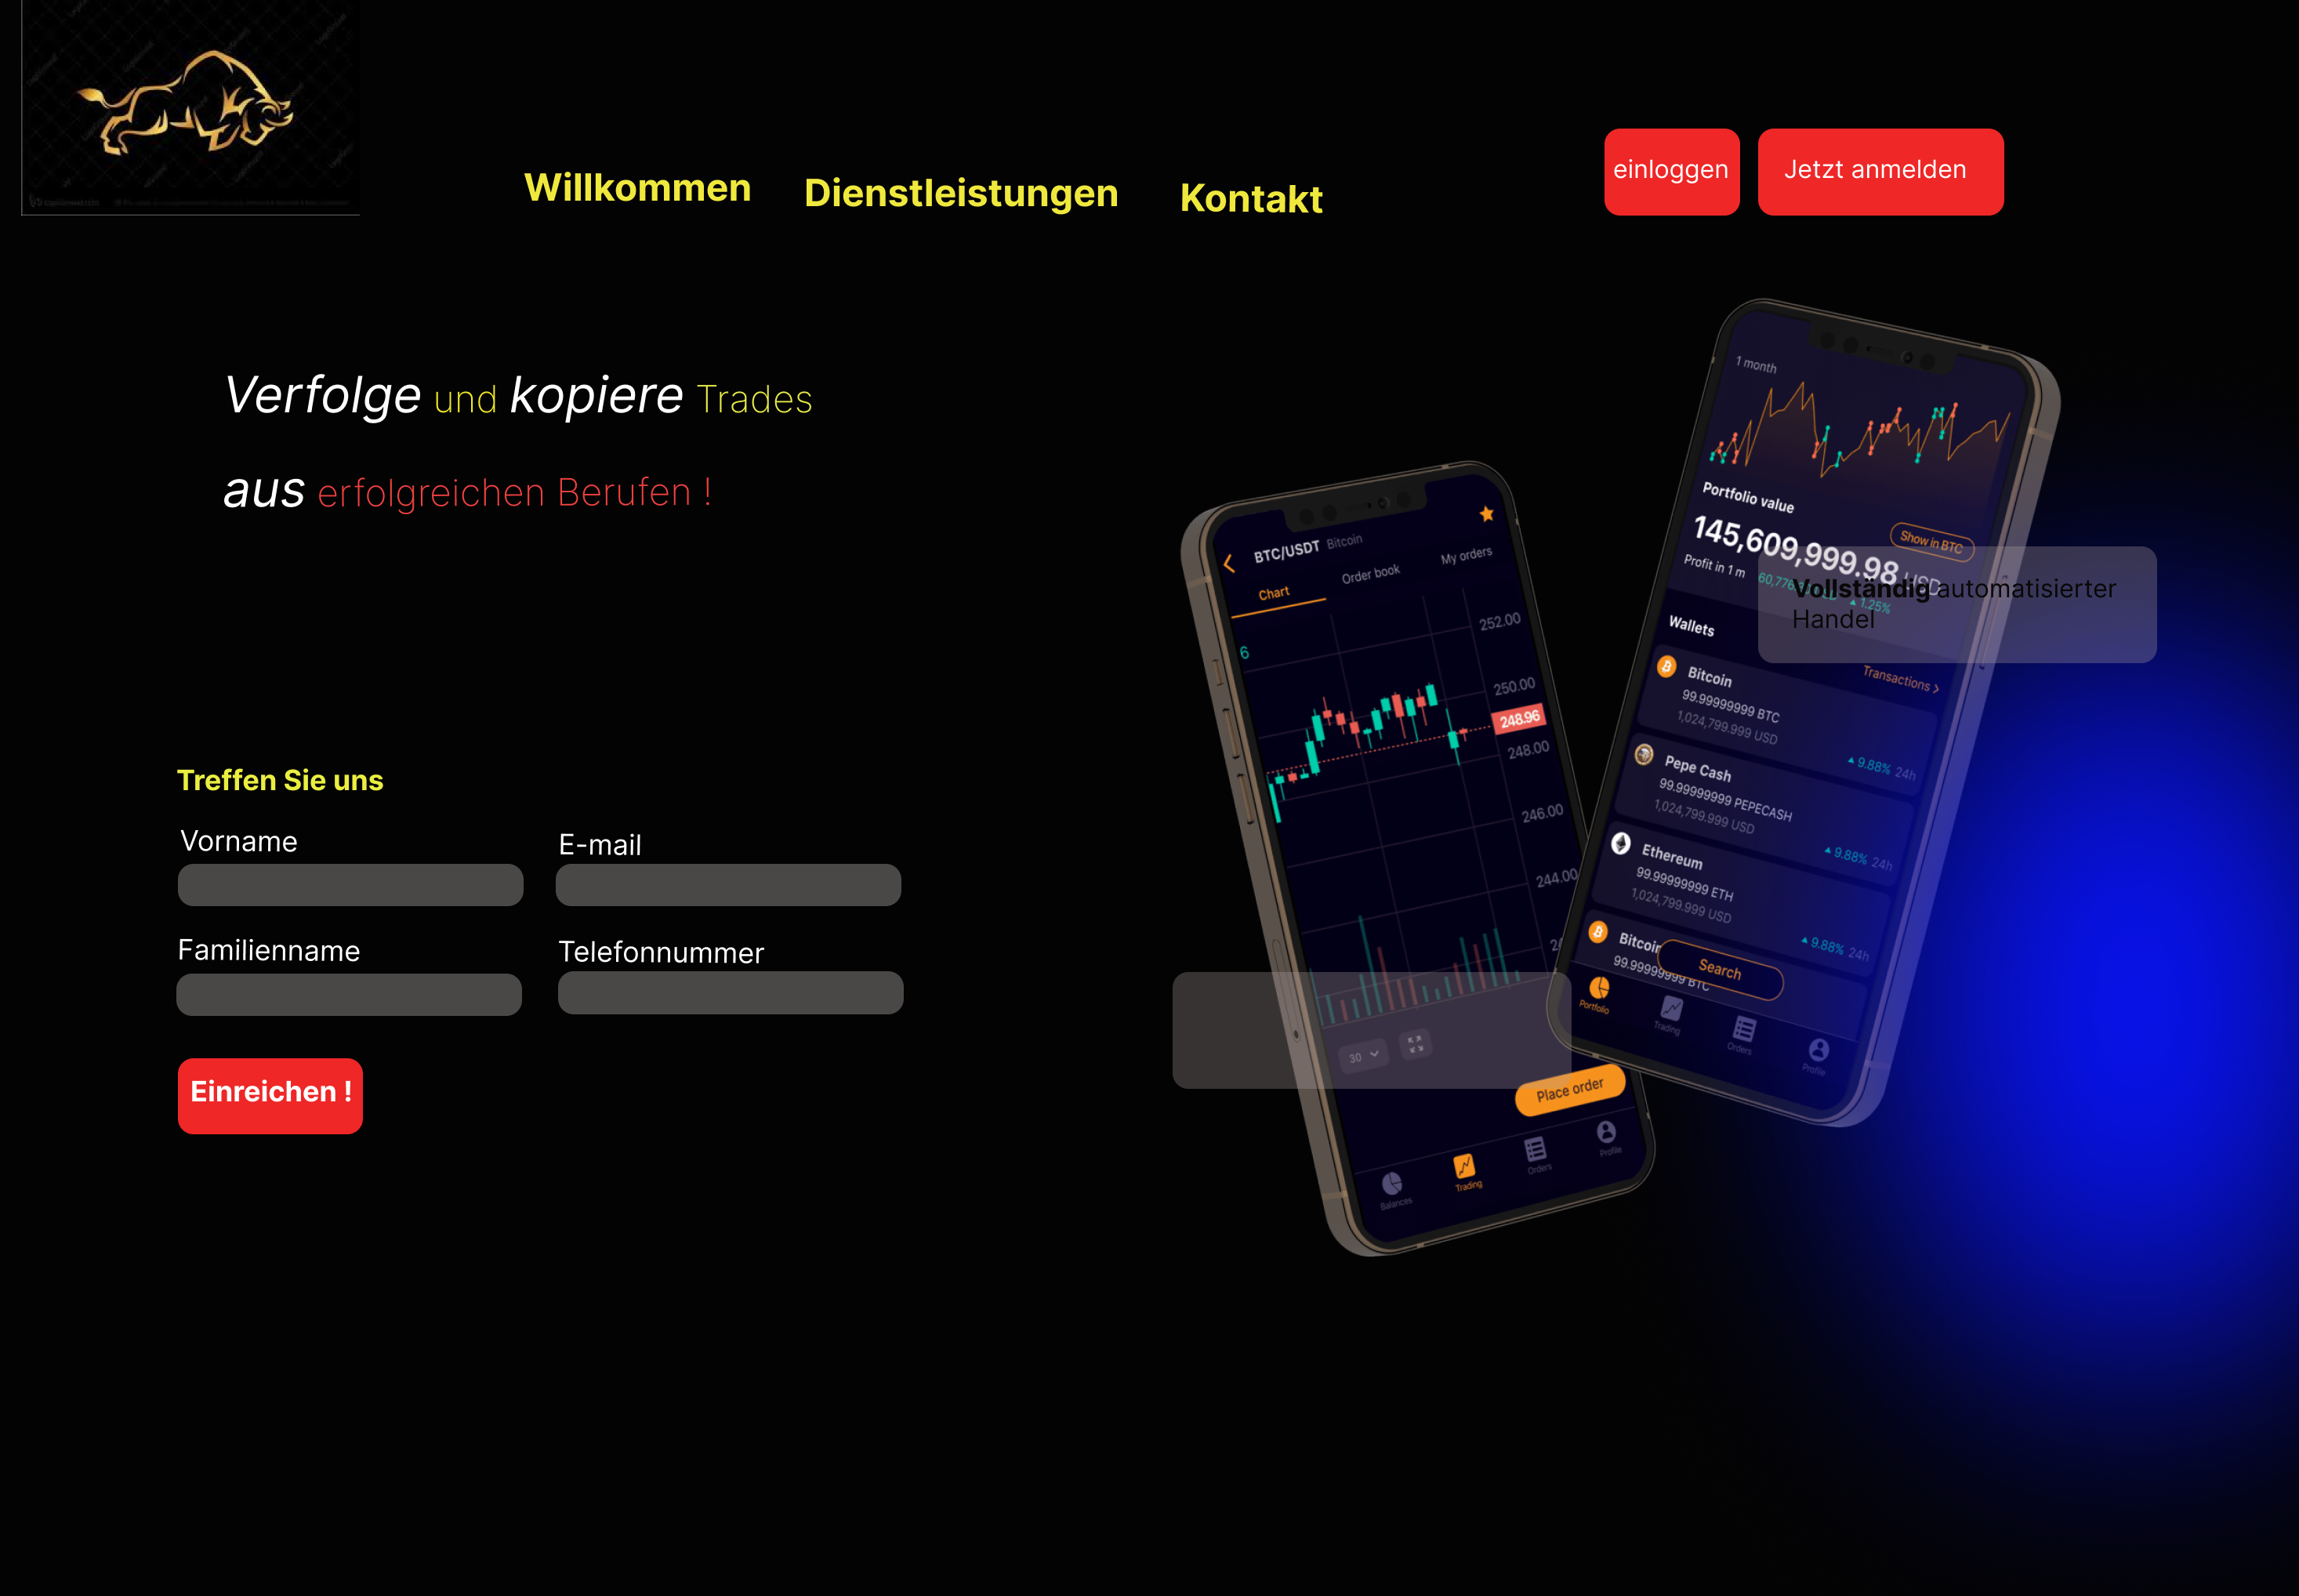 Willkommen
Dienstleistungen
Kontakt
einloggen
Jetzt anmelden
Verfolge und kopiere Trades
aus erfolgreichen Berufen !
Treffen Sie uns
Vorname
E-mail
Familienname
Telefonnummer
Einreichen !
BTC/USDT Bitcoin
Chart
Order book
My orders
6
252.00
250.00
248.96
248.00
246.00
244.00
30
Place order
Balances
Trading
Orders
Profile
1 month
Portfolio value
Show in BTC
145,609,999.98 USD
Profit in 1 m
1.25%
Vollständig automatisierter
Handel
Wallets
Transactions
Bitcoin
99.99999999 BTC
1,024,799.999 USD
9.88% 24h
Pepe Cash
99.99999999 PEPECASH
1,024,799.999 USD
9.88% 24h
Ethereum
99.99999999 ETH
1,024,799.999 USD
9.88% 24h
99.99999999 BTC
Search
Portfolio
Trading
Orders
Profile